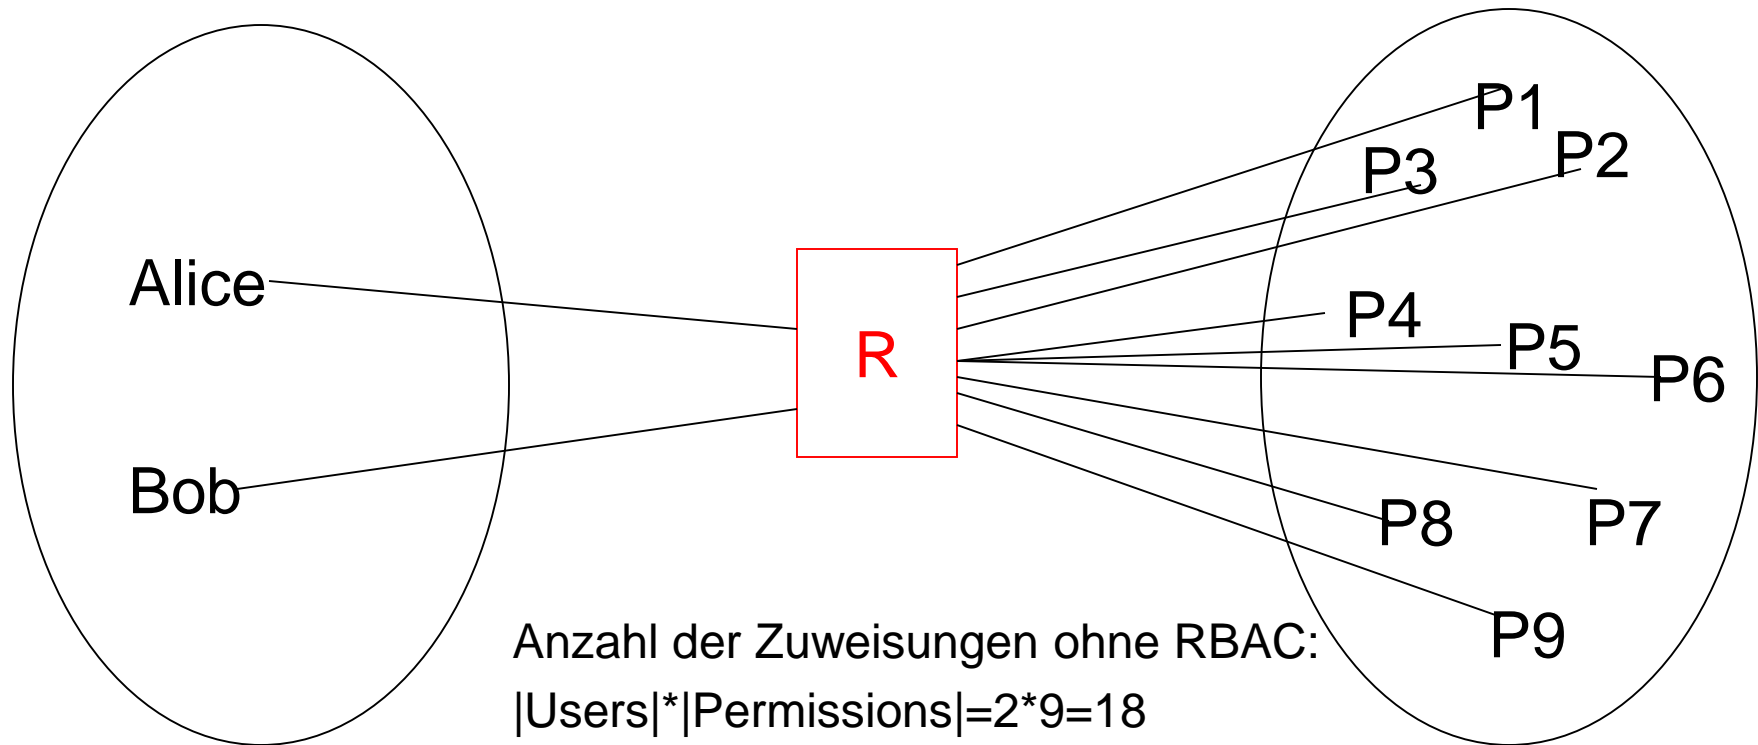 P1
P2
P3
Alice
P4
R
P5
P6
Bob
P8
P7
P9
Anzahl der Zuweisungen ohne RBAC:
|Users|*|Permissions|=2*9=18